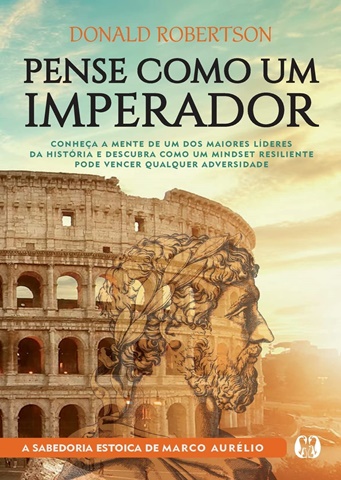 DONALD ROBERTSON
PENSE COMO UM
IMPERADOR
CONHEÇA A MENTE DE UM DOS MAIORES LÍDERES
DA HISTÓRIA E DESCUBRA COMO UM MINDSET RESILIENTE
PODE VENCER QUALQUER ADVERSIDADE
A SABEDORIA ESTOICA DE MARCO AURÉLIO